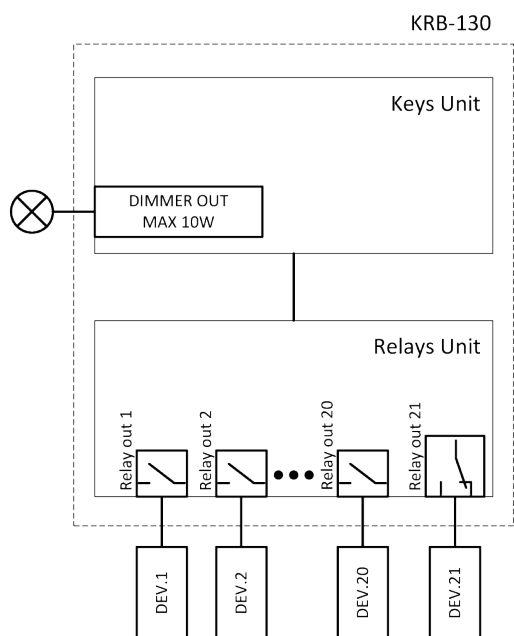 KRB-130
Keys Unit
DIMMER OUT
MAX 10W
Relays Unit
Relay out 1
Relay out 2
Relay out 20
Relay out 21
DEV.1
DEV.2
DEV.20
DEV.21